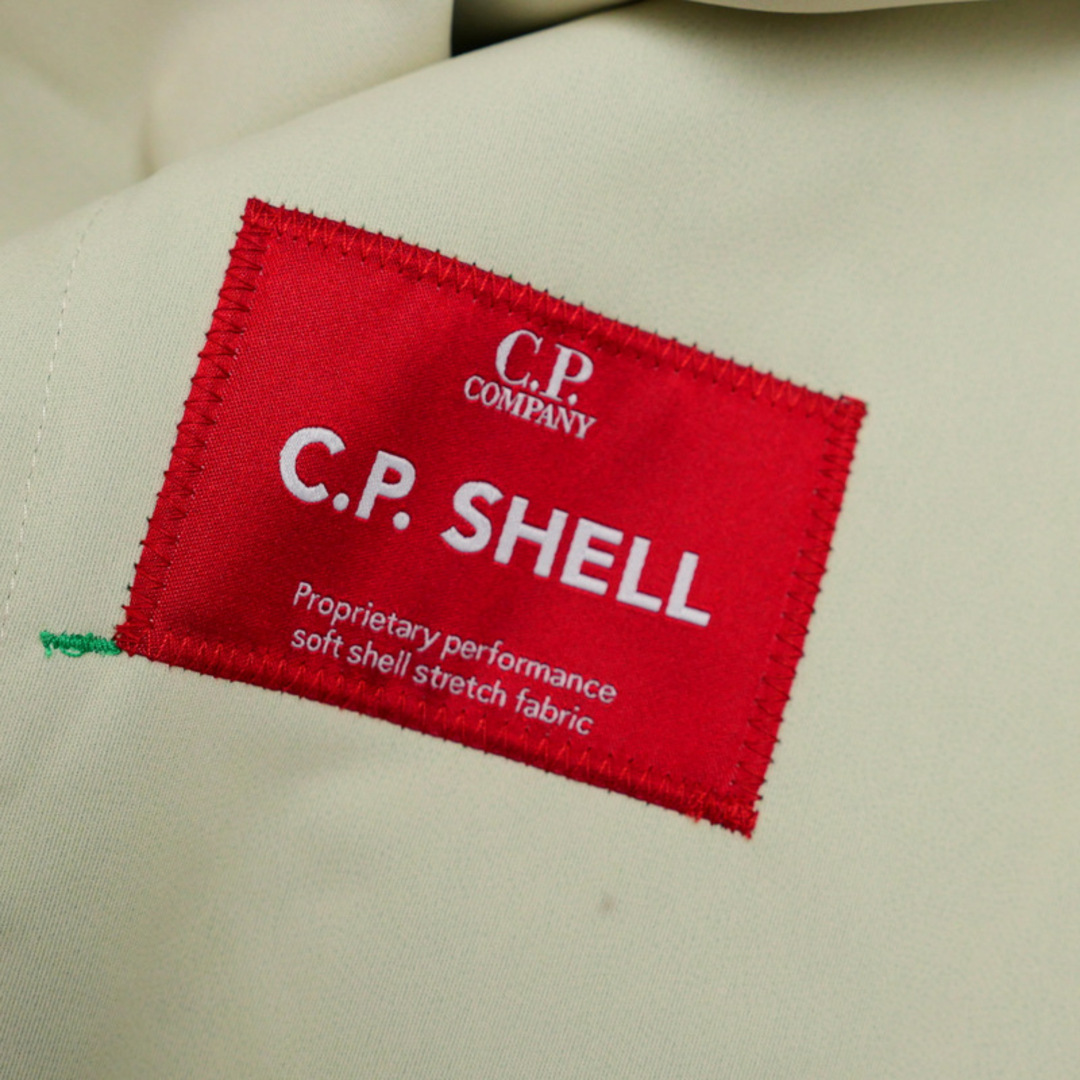 C.P.
COMPANY
C.P. SHELL
Proprietary performance
soft shell stretch fabric